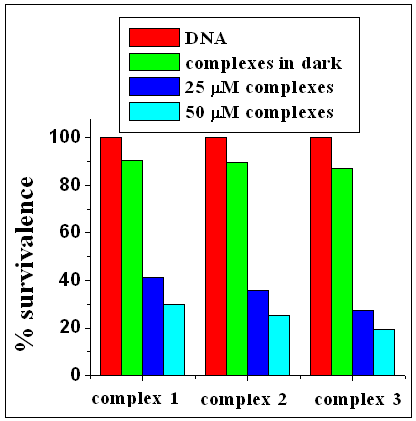 DNA
complexes in dark
25 μM complexes
50 μM complexes
% survivalence
100
80
60
40
20
0
complex 1 complex 2 complex 3